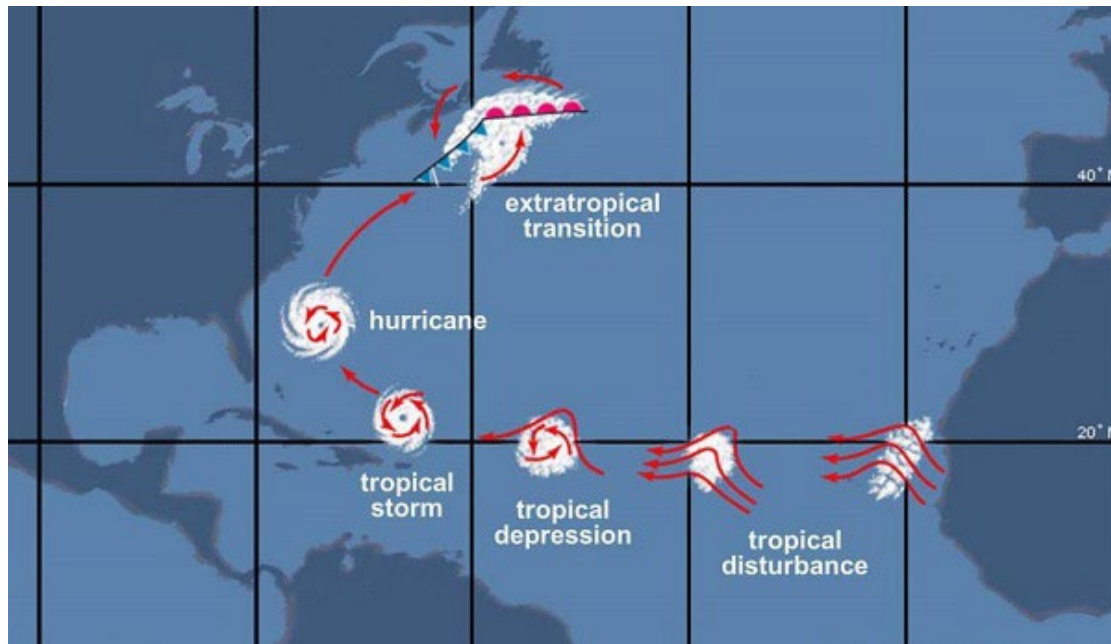 40° N
extratropical
transition
hurricane
20° N
tropical
storm
tropical
depression
tropical
disturbance